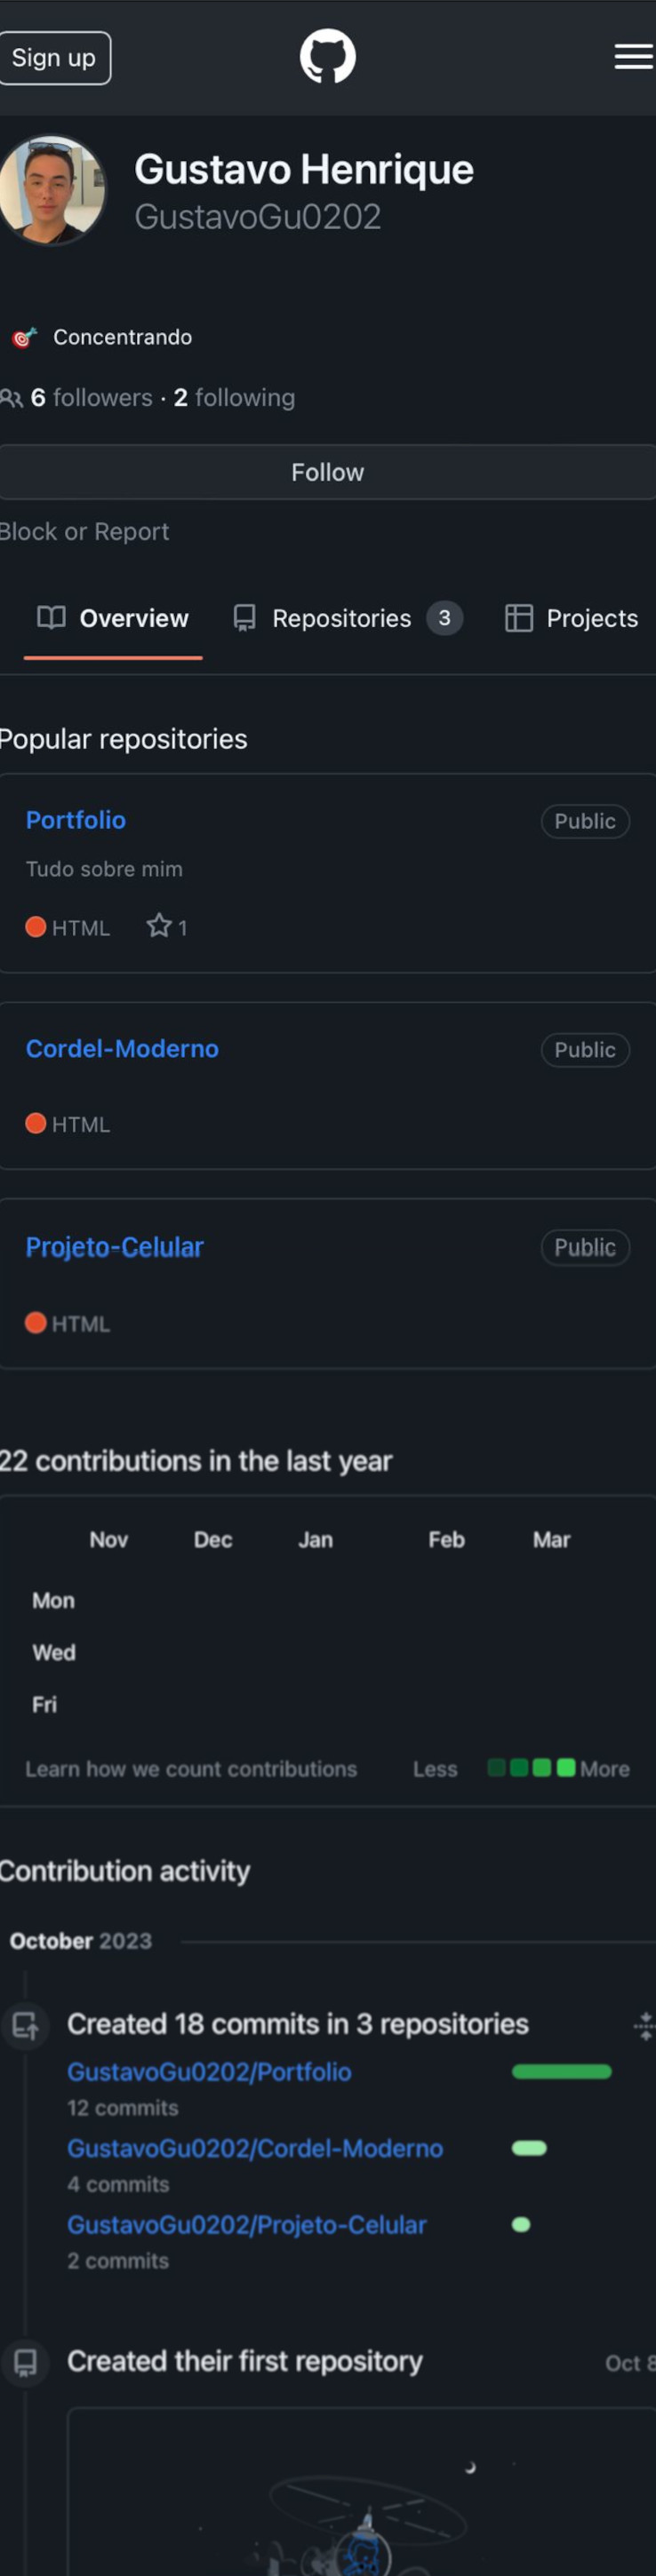 Sign up
Gustavo Henrique
GustavoGu0202
Concentrando
6 followers · 2 following
Follow
Block or Report
Overview Repositories 3 Projects
Popular repositories
Portfolio Public
Tudo sobre mim
HTML 1
Cordel-Moderno Public
HTML
Projeto-Celular Public
HTML
22 contributions in the last year
Nov Dec Jan Feb Mar
Mon
Wed
Fri
Learn how we count contributions Less More
Contribution activity
October 2023
Created 18 commits in 3 repositories
GustavoGu0202/Portfolio
12 commits
GustavoGu0202/Cordel-Moderno
4 commits
GustavoGu0202/Projeto-Celular
2 commits
Created their first repository Oct 8